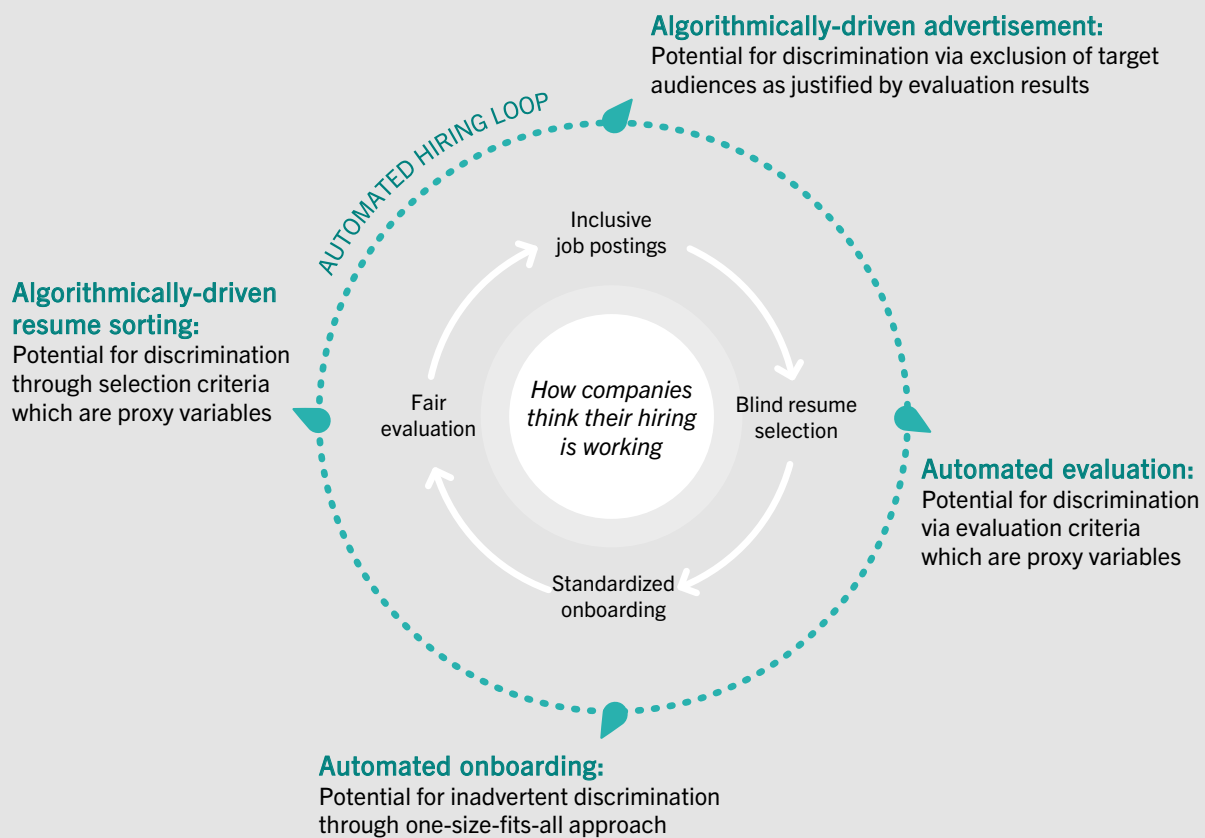 Algorithmically-driven advertisement:
Potential for discrimination via exclusion of target
audiences as justified by evaluation results
AUTOMATED HIRING LOOP
Inclusive
job postings
Algorithmically-driven
resume sorting:
Potential for discrimination
through selection criteria
which are proxy variables
Fair
evaluation
How companies
think their hiring
is working
Blind resume
selection
Automated evaluation:
Potential for discrimination
via evaluation criteria
which are proxy variables
Standardized
onboarding
Automated onboarding:
Potential for inadvertent discrimination
through one-size-fits-all approach